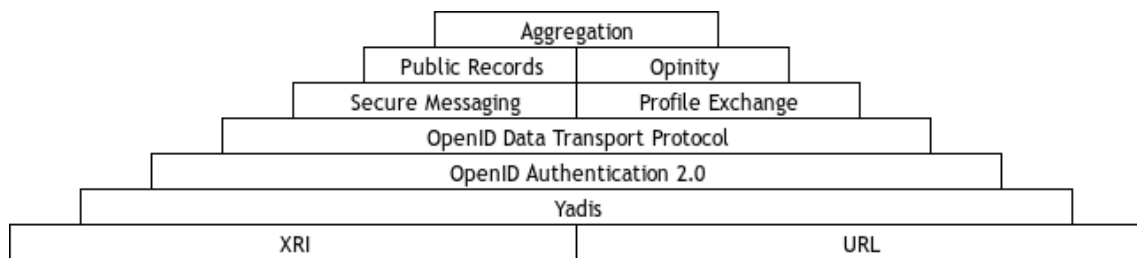 Aggregation
Public Records Opinity
Secure Messaging Profile Exchange
OpenID Data Transport Protocol
OpenID Authentication 2.0
Yadis
XRI URL